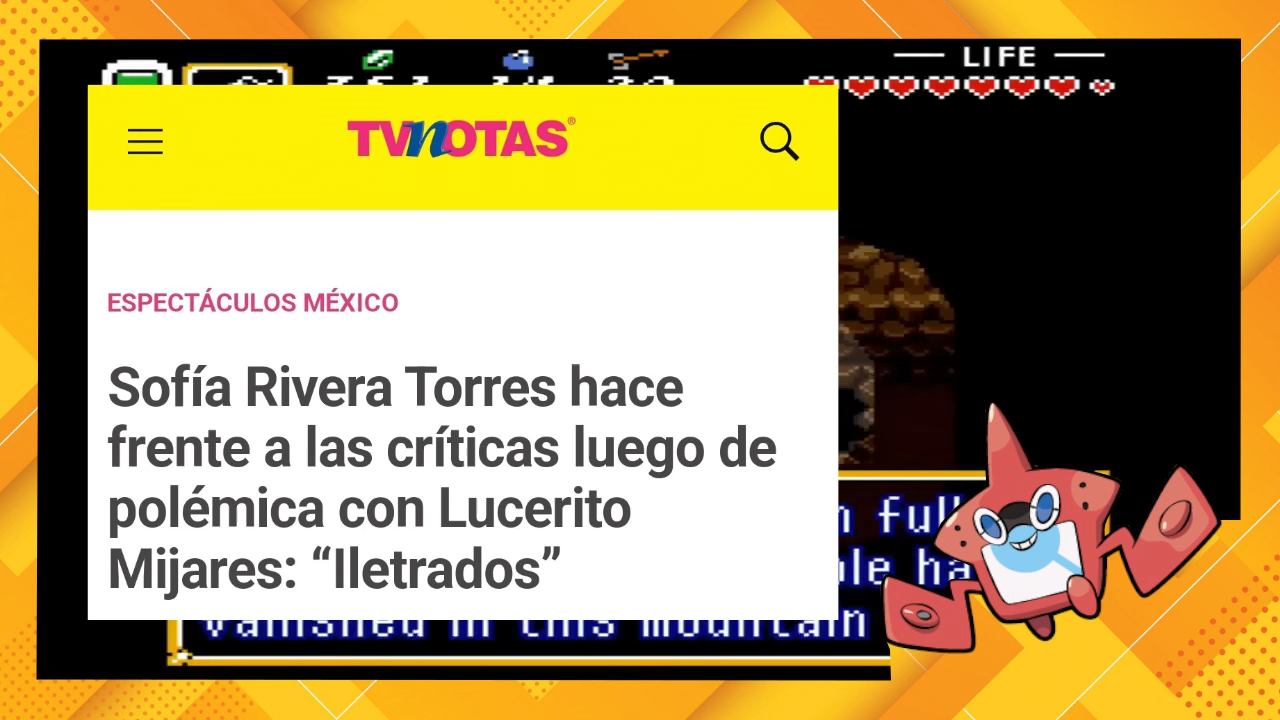 LIFE
TVnOTAS®
ESPECTÁCULOS MÉXICO
Sofía Rivera Torres hace
frente a las críticas luego de
polémica con Lucerito
Mijares: “Iletrados”
vanished in this mountain